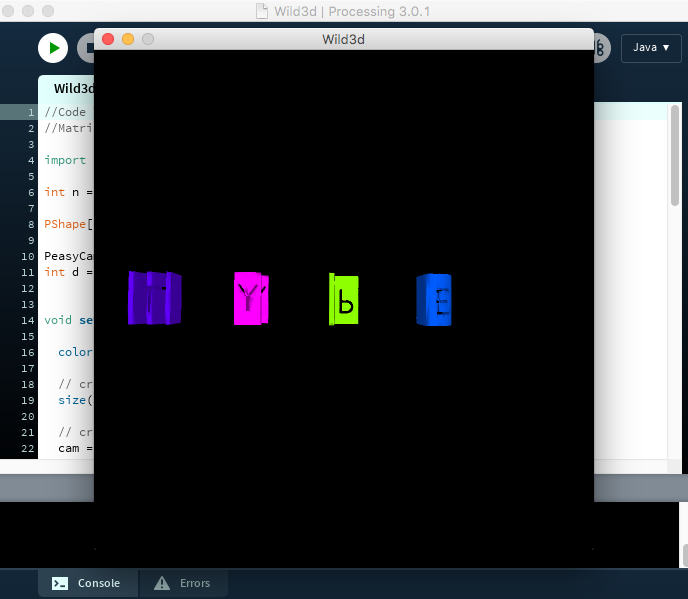 Wild3d | Processing 3.0.1
Wild3d
Java ▼
Wild3d
1 //Code
2 //Matri
3
4 import
5
6 int n =
7
8 PShape[
9
10 PeasyCa
11 int d =
12
13
14 void se
15
16 color
17
18 // cr
19 size(
20
21 // cr
22 cam =
Y b E
Console
Errors